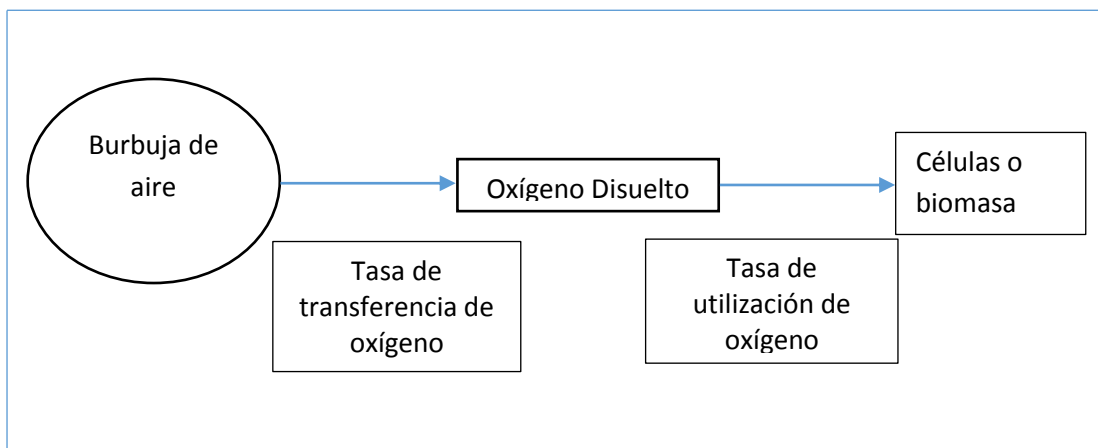 Burbuja de
aire
Oxígeno Disuelto
Células o
biomasa
Tasa de
transferencia de
oxígeno
Tasa de
utilización de
oxígeno